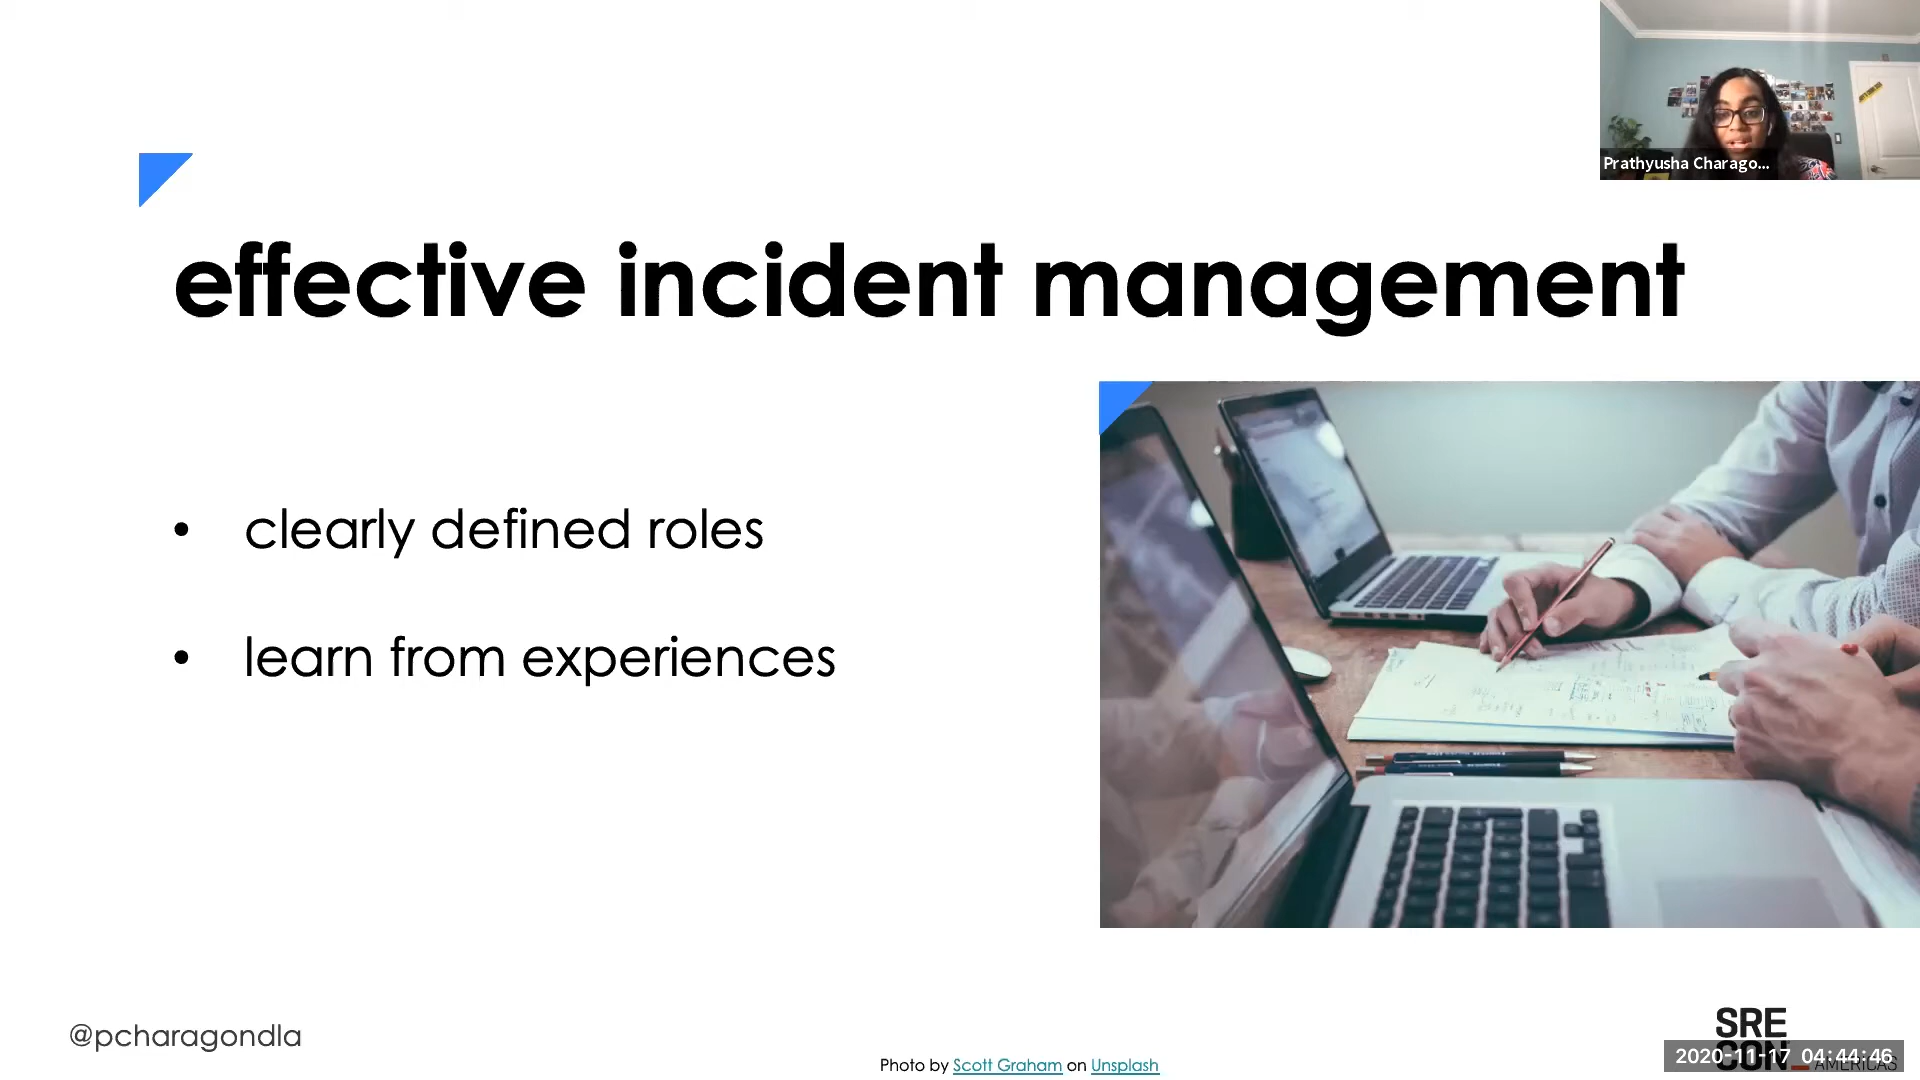 Prathyusha Charago...
effective incident management
• clearly defined roles
• learn from experiences
@pcharagondla
Photo by Scott Graham on Unsplash
SRE
CON_AMERICAS
2020-11-17 04:44:46